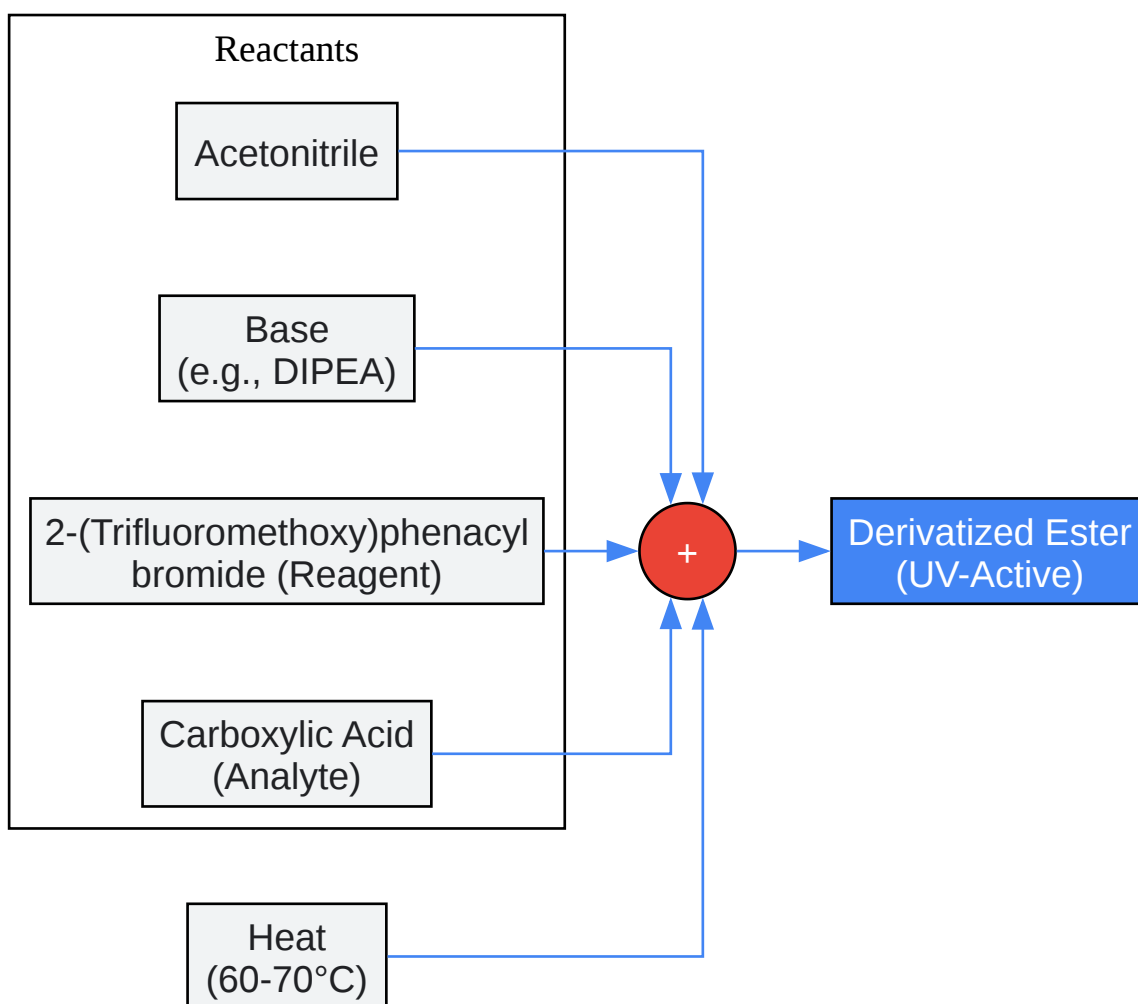 Reactants
Acetonitrile
Base
(e.g., DIPEA)
2-(Trifluoromethoxy)phenacyl
bromide (Reagent)
+
Derivatized Ester
(UV-Active)
Carboxylic Acid
(Analyte)
Heat
(60-70°C)